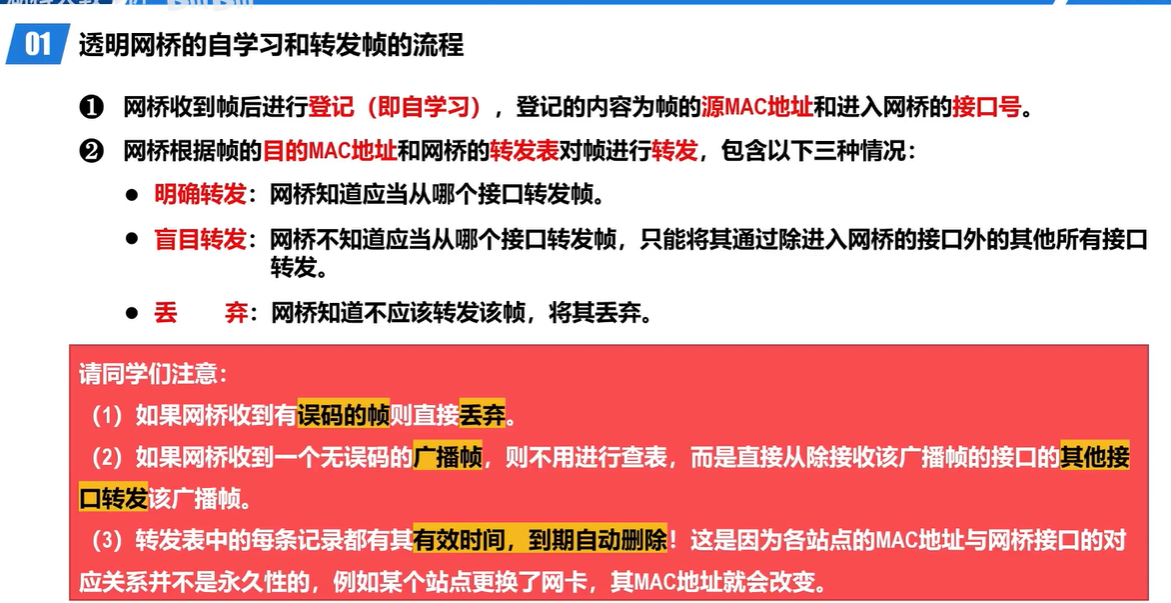 01 透明网桥的自学习和转发帧的流程
❶ 网桥收到帧后进行登记（即自学习），登记的内容为帧的源MAC地址和进入网桥的接口号。
❷ 网桥根据帧的目的MAC地址和网桥的转发表对帧进行转发，包含以下三种情况：
● 明确转发：网桥知道应当从哪个接口转发帧。
● 盲目转发：网桥不知道应当从哪个接口转发帧，只能将其通过除进入网桥的接口外的其他所有接口
转发。
● 丢 弃：网桥知道不应该转发该帧，将其丢弃。
请同学们注意：
（1）如果网桥收到有误码的帧则直接丢弃。
（2）如果网桥收到一个无误码的广播帧，则不用进行查表，而是直接从除接收该广播帧的接口的其他接
口转发该广播帧。
（3）转发表中的每条记录都有其有效时间，到期自动删除！这是因为各站点的MAC地址与网桥接口的对
应关系并不是永久性的，例如某个站点更换了网卡，其MAC地址就会改变。